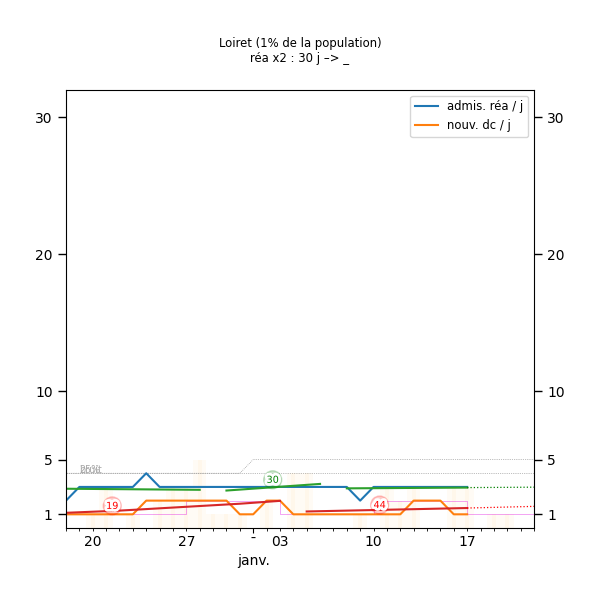 Loiret (1% de la population)
réa x2 : 30 j –> _
admis. réa / j
nouv. dc / j
30 30
20 20
10 10
5 5
25%
30
19 44
1 1
20 27 - 03 10 17
janv.